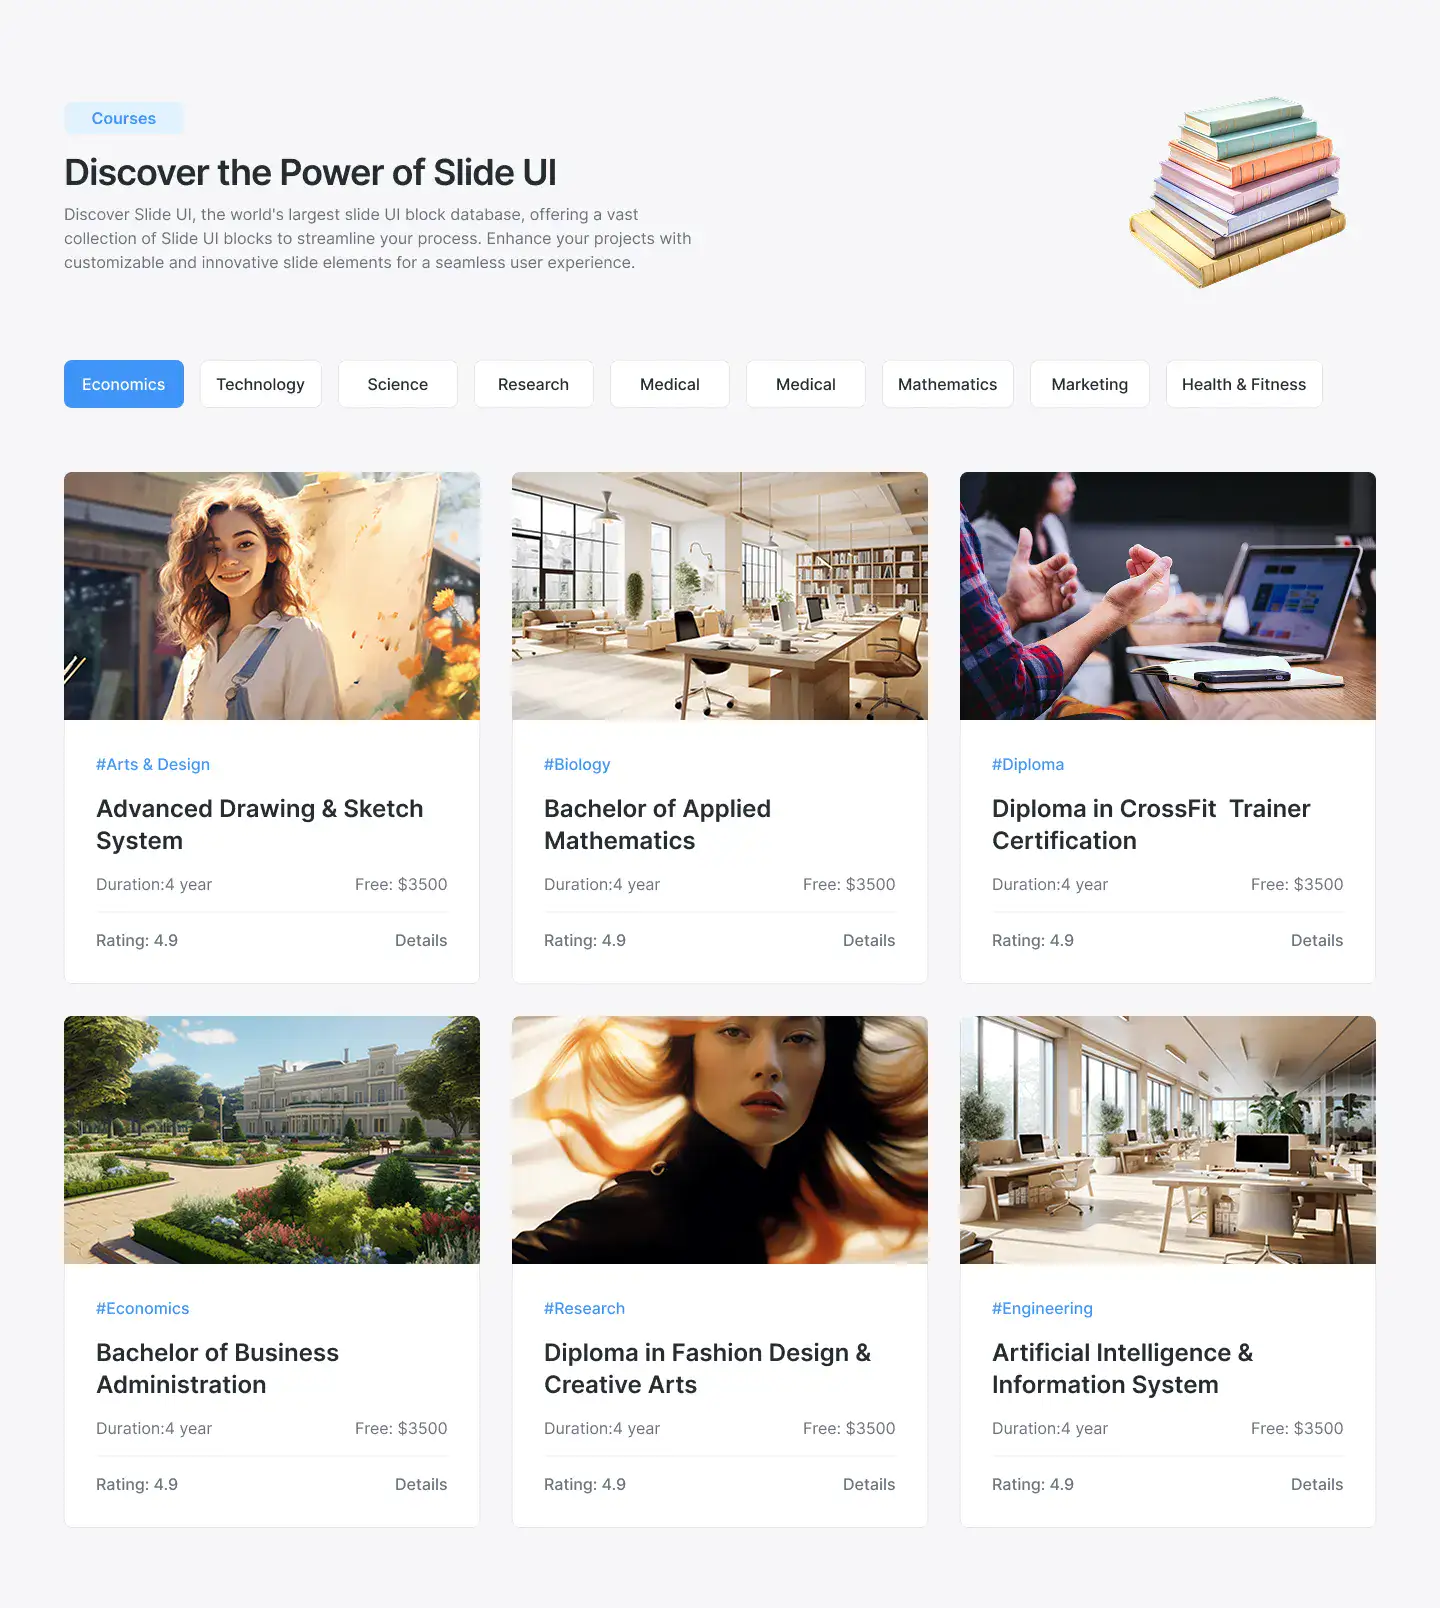 Courses
Discover the Power of Slide UI
Discover Slide UI, the world's largest slide UI block database, offering a vast
collection of Slide UI blocks to streamline your process. Enhance your projects with
customizable and innovative slide elements for a seamless user experience.
Economics
Technology
Science
Research
Medical
Medical
Mathematics
Marketing
Health & Fitness
#Arts & Design
Advanced Drawing & Sketch
System
Duration:4 year
Free: $3500
Rating: 4.9
Details
#Biology
Bachelor of Applied
Mathematics
Duration:4 year
Free: $3500
Rating: 4.9
Details
#Diploma
Diploma in CrossFit  Trainer
Certification
Duration:4 year
Free: $3500
Rating: 4.9
Details
#Economics
Bachelor of Business
Administration
Duration:4 year
Free: $3500
Rating: 4.9
Details
#Research
Diploma in Fashion Design &
Creative Arts
Duration:4 year
Free: $3500
Rating: 4.9
Details
#Engineering
Artificial Intelligence &
Information System
Duration:4 year
Free: $3500
Rating: 4.9
Details